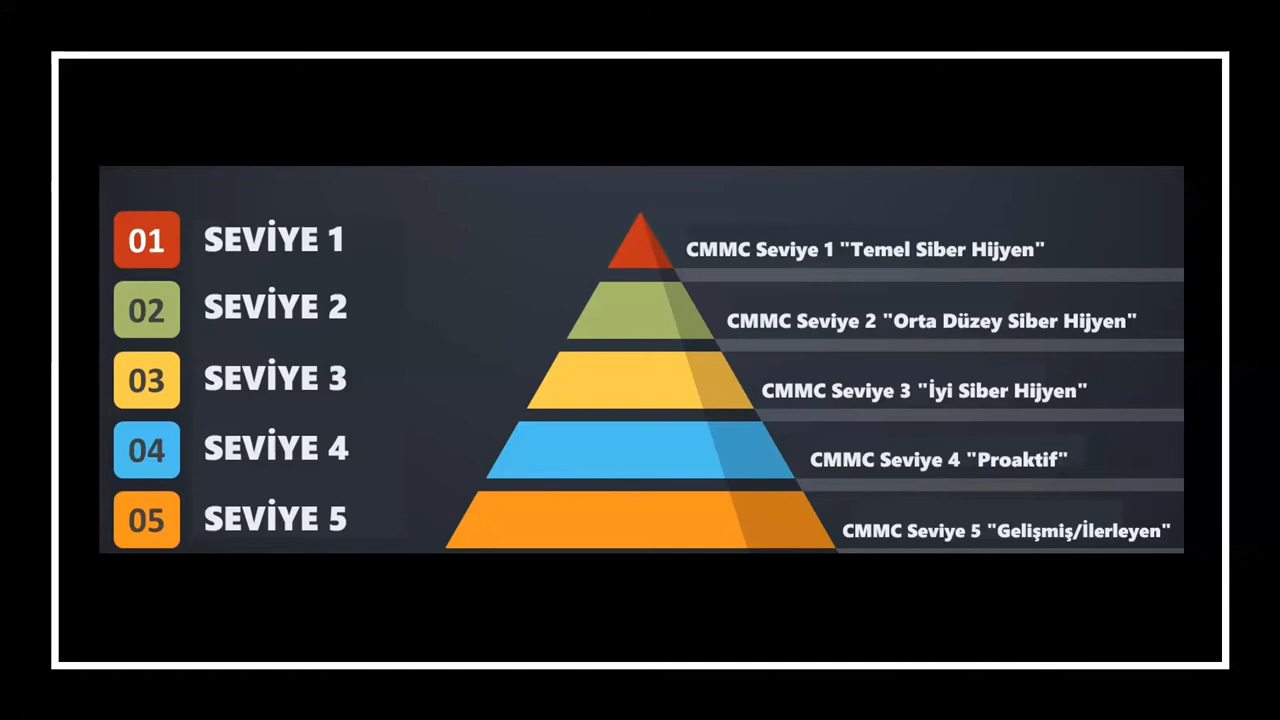 01 SEVİYE 1
CMMC Seviye 1 "Temel Siber Hijyen"
02 SEVİYE 2
CMMC Seviye 2 "Orta Düzey Siber Hijyen"
03 SEVİYE 3
CMMC Seviye 3 "İyi Siber Hijyen"
04 SEVİYE 4
CMMC Seviye 4 "Proaktif"
05 SEVİYE 5
CMMC Seviye 5 "Gelişmiş/İlerleyen"